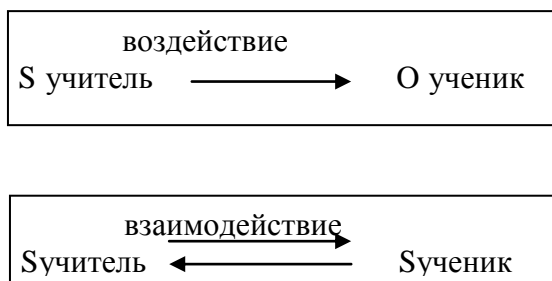 воздействие
S учитель O ученик
взаимодействие
Sучитель Sученик